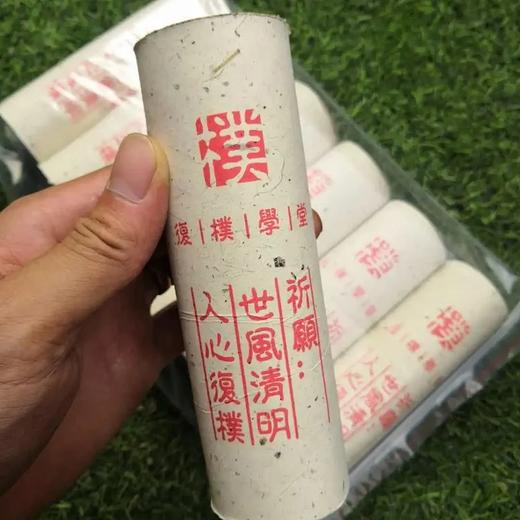 漢
復樸學堂
祈願：
世風清明
人心復樸